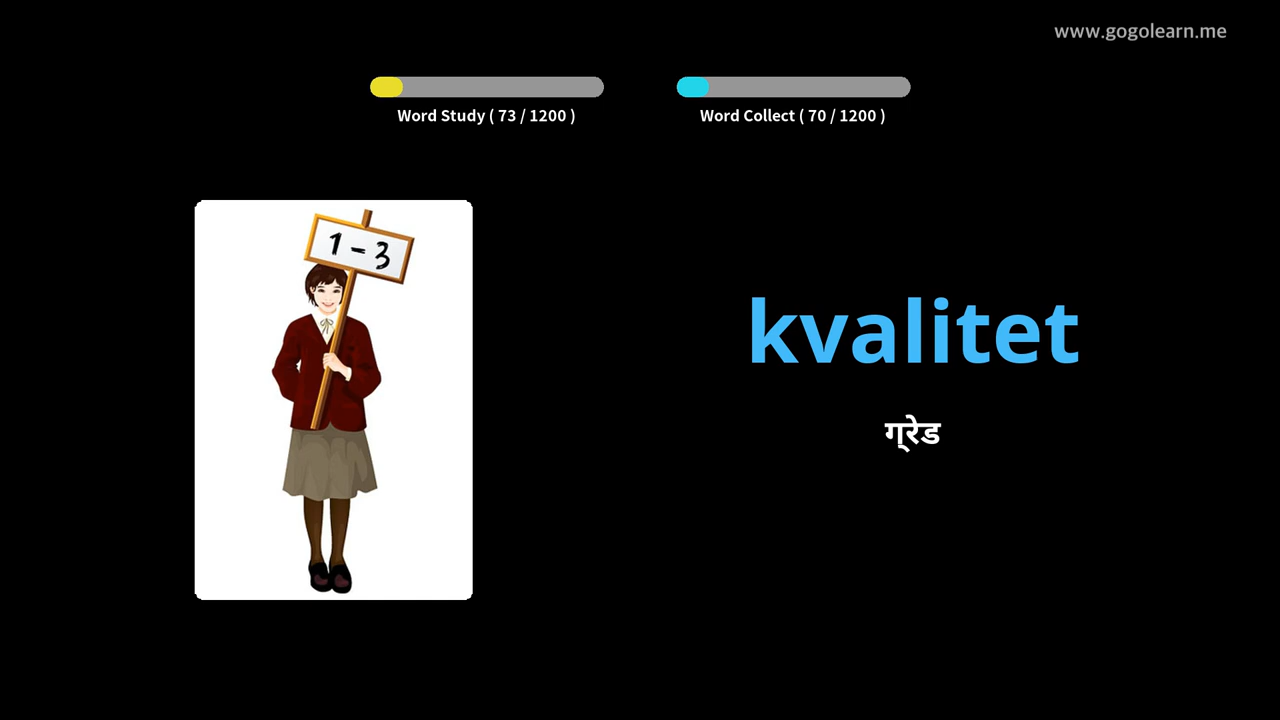 www.gogolearn.me
Word Study ( 73 / 1200 )
Word Collect ( 70 / 1200 )
1 - 3
kvalitet
ग्रेड